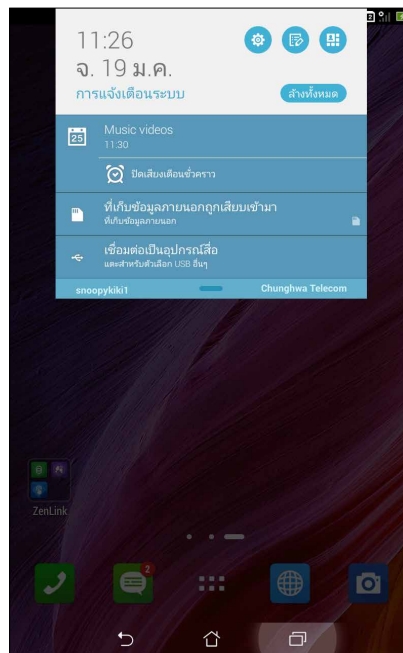 2
11:26
จ. 19 ม.ค.
การแจ้งเตือนระบบ
ล้างทั้งหมด
25
Music videos
11:30
ปิดเสียงเตือนชั่วคราว
ที่เก็บข้อมูลภายนอกถูกเสียบเข้ามา
ที่เก็บข้อมูลภายนอก
เชื่อมต่อเป็นอุปกรณ์สื่อ
แตะสำหรับตัวเลือก USB อื่นๆ
snoopykiki1
Chunghwa Telecom
ZenLink
2